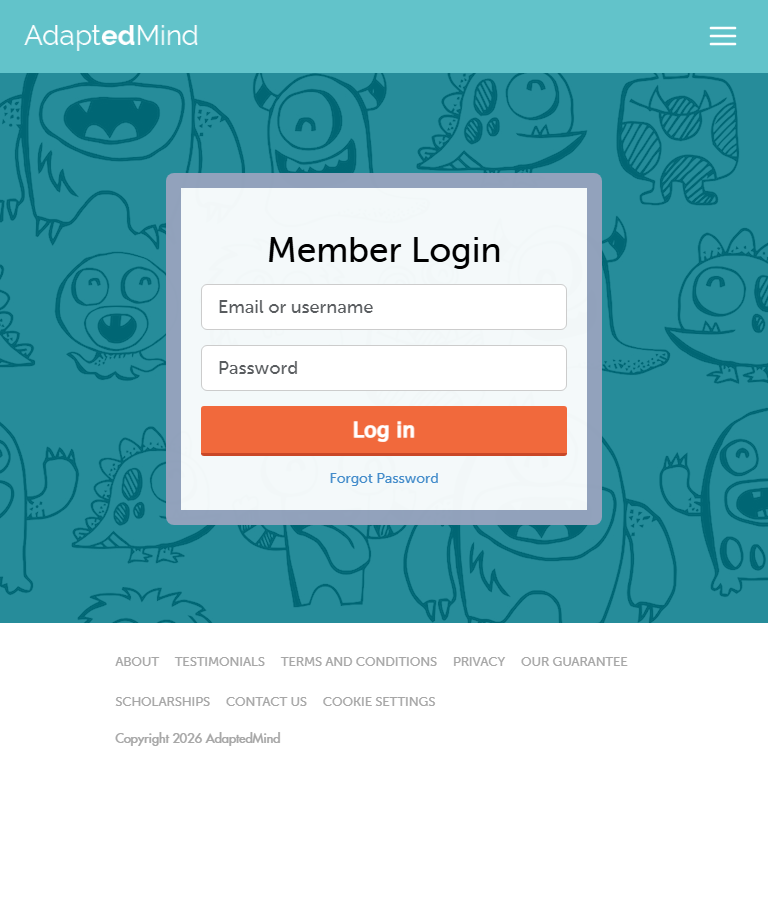 AdaptedMind
Member Login
Email or username
Password
Log in
Forgot Password
ABOUT TESTIMONIALS TERMS AND CONDITIONS PRIVACY OUR GUARANTEE
SCHOLARSHIPS CONTACT US COOKIE SETTINGS
Copyright 2026 AdaptedMind